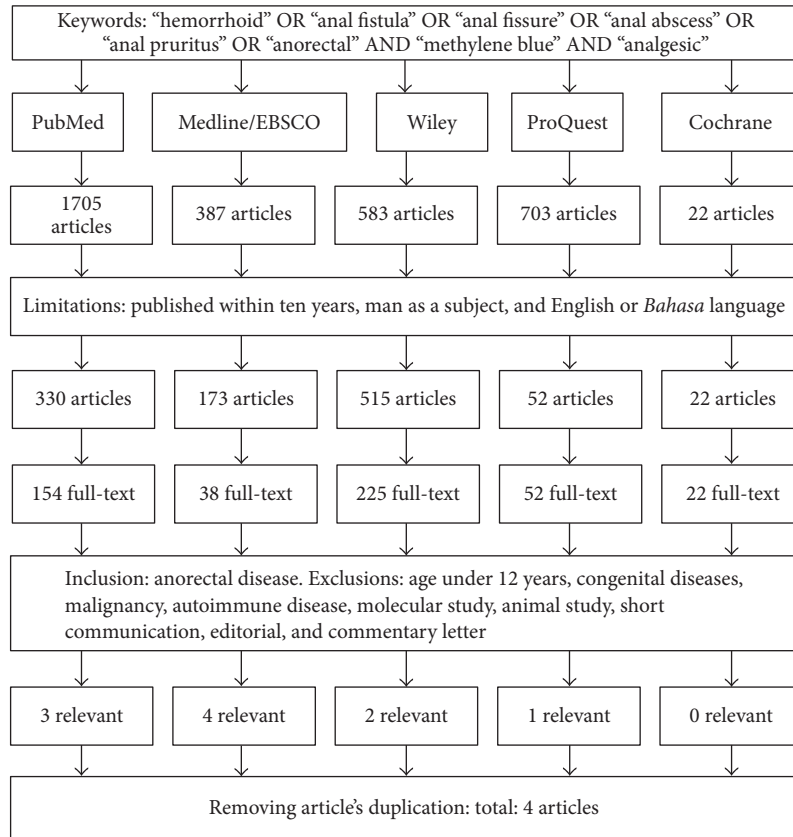 Keywords: “hemorrhoid” OR “anal fistula” OR “anal fissure” OR “anal abscess” OR
“anal pruritus” OR “anorectal” AND “methylene blue” AND “analgesic”
PubMed
Medline/EBSCO
Wiley
ProQuest
Cochrane
1705
articles
387 articles
583 articles
703 articles
22 articles
Limitations: published within ten years, man as a subject, and English or Bahasa language
330 articles
173 articles
515 articles
52 articles
22 articles
154 full-text
38 full-text
225 full-text
52 full-text
22 full-text
Inclusion: anorectal disease. Exclusions: age under 12 years, congenital diseases,
malignancy, autoimmune disease, molecular study, animal study, short
communication, editorial, and commentary letter
3 relevant
4 relevant
2 relevant
1 relevant
0 relevant
Removing article’s duplication: total: 4 articles